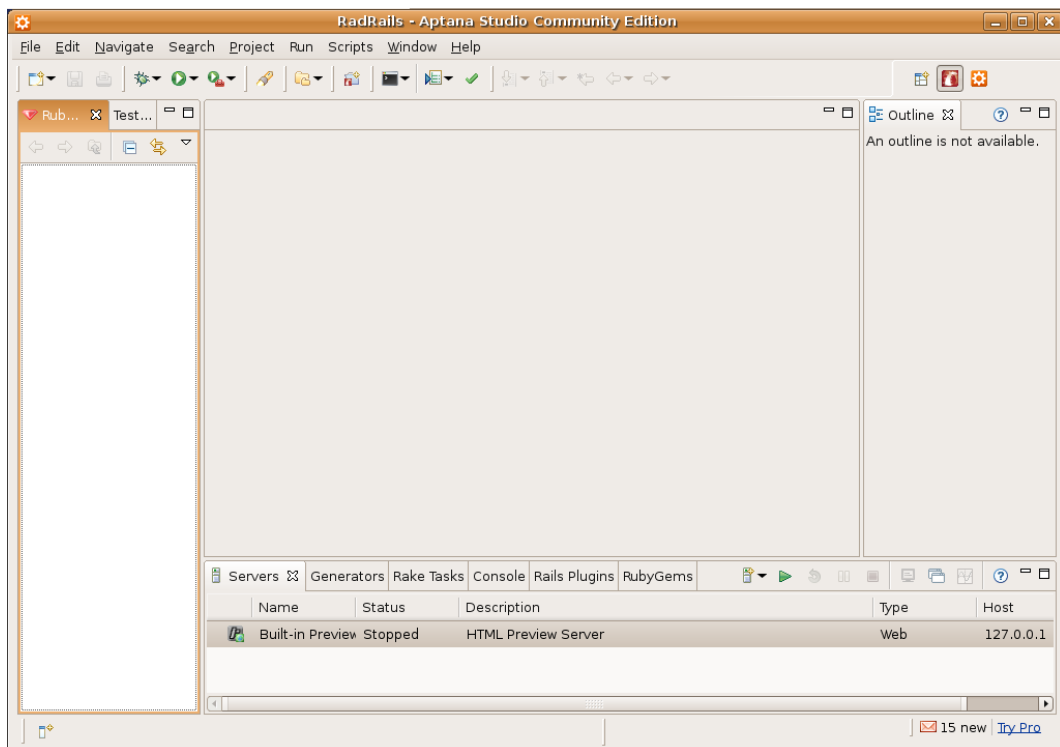 RadRails - Aptana Studio Community Edition
File Edit Navigate Search Project Run Scripts Window Help
Rub... Test...
Outline
An outline is not available.
Servers Generators Rake Tasks Console Rails Plugins RubyGems
Name Status Description Type Host
Built-in Preview Stopped HTML Preview Server Web 127.0.0.1
15 new Try Pro